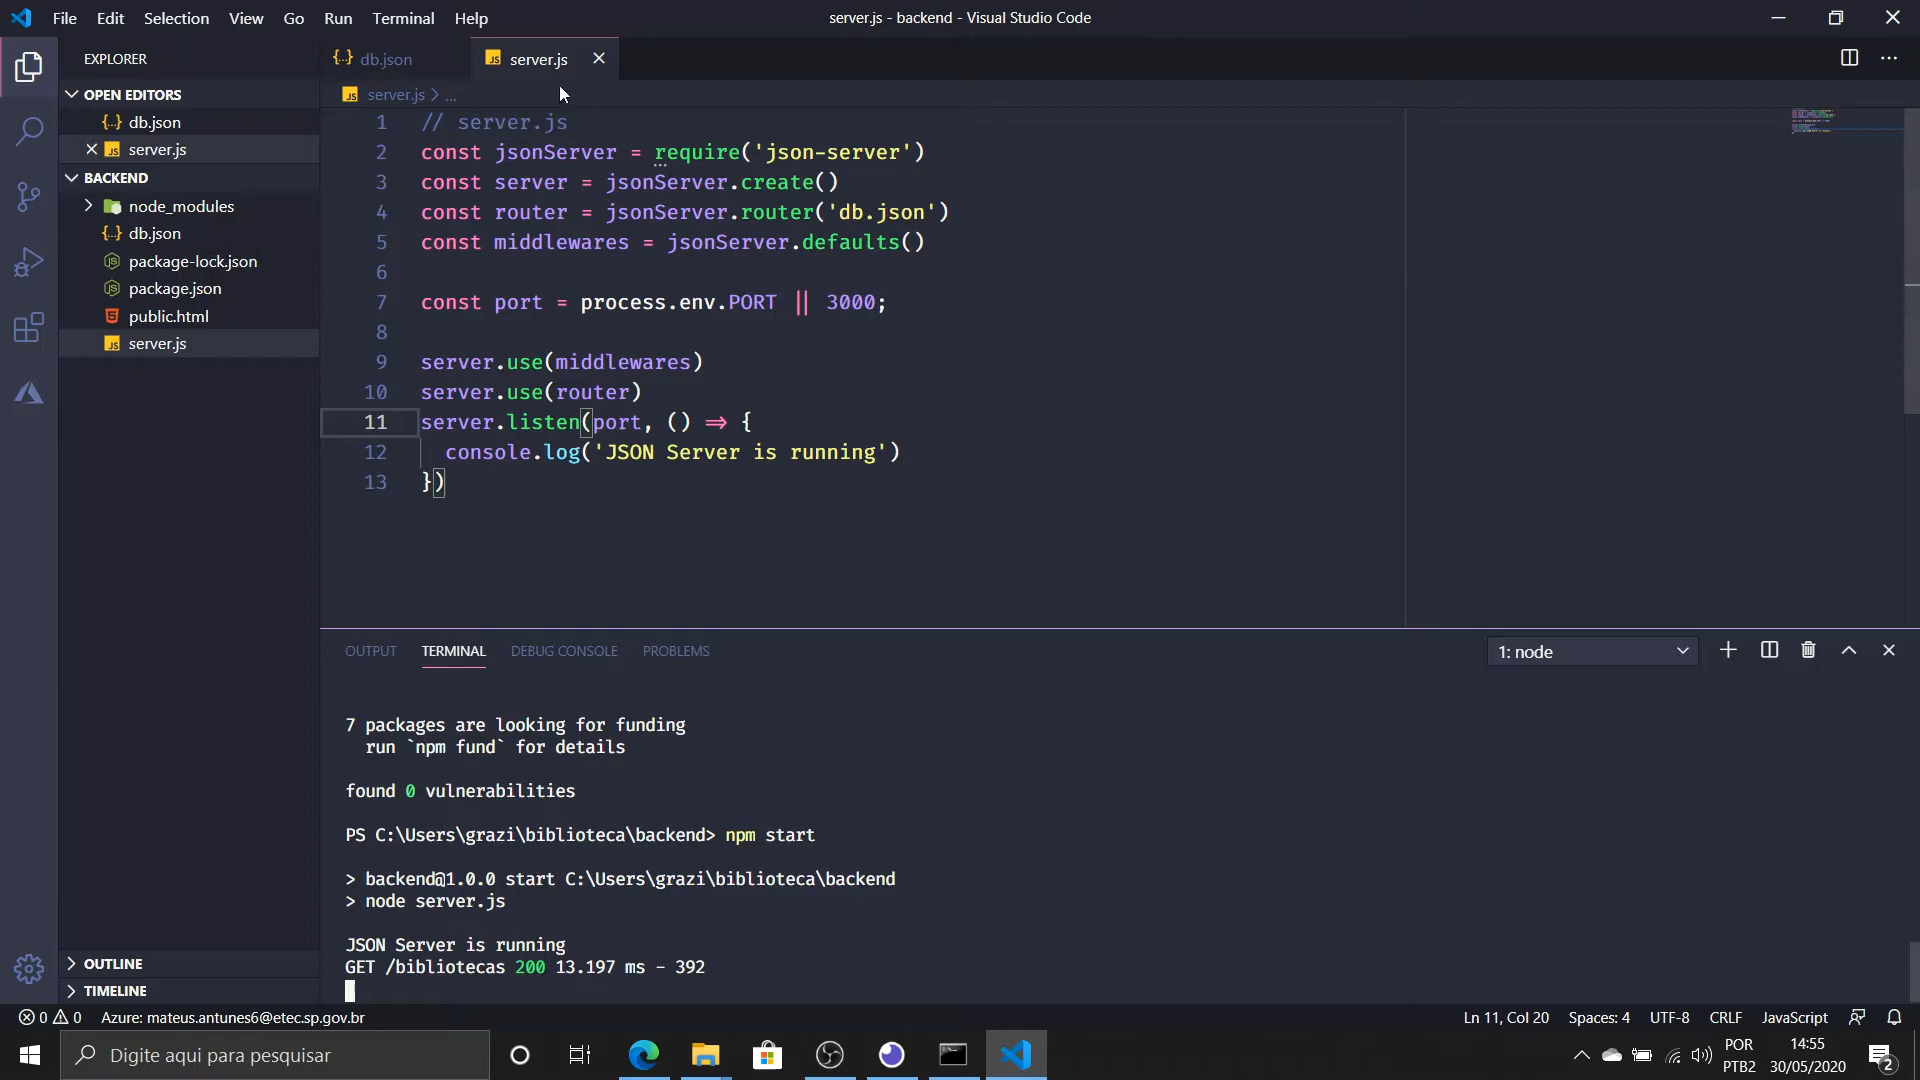 File Edit Selection View Go Run Terminal Help
server.js - backend - Visual Studio Code
EXPLORER
OPEN EDITORS
{..} db.json
JS server.js
BACKEND
node_modules
{..} db.json
package-lock.json
package.json
public.html
JS server.js
OUTLINE
TIMELINE
{..} db.json
JS server.js
JS server.js > ...
1 // server.js
2 const jsonServer = require('json-server')
3 const server = jsonServer.create()
4 const router = jsonServer.router('db.json')
5 const middlewares = jsonServer.defaults()
6
7 const port = process.env.PORT || 3000;
8
9 server.use(middlewares)
10 server.use(router)
11 server.listen(port, () => {
12 console.log('JSON Server is running')
13 })
OUTPUT TERMINAL DEBUG CONSOLE PROBLEMS
1: node
7 packages are looking for funding
run `npm fund` for details
found 0 vulnerabilities
PS C:\Users\grazi\biblioteca\backend> npm start
> backend@1.0.0 start C:\Users\grazi\biblioteca\backend
> node server.js
JSON Server is running
GET /bibliotecas 200 13.197 ms - 392
0 0 Azure: mateus.antunes6@etec.sp.gov.br
Ln 11, Col 20 Spaces: 4 UTF-8 CRLF JavaScript
Digite aqui para pesquisar
POR
PTB2
14:55
30/05/2020
2